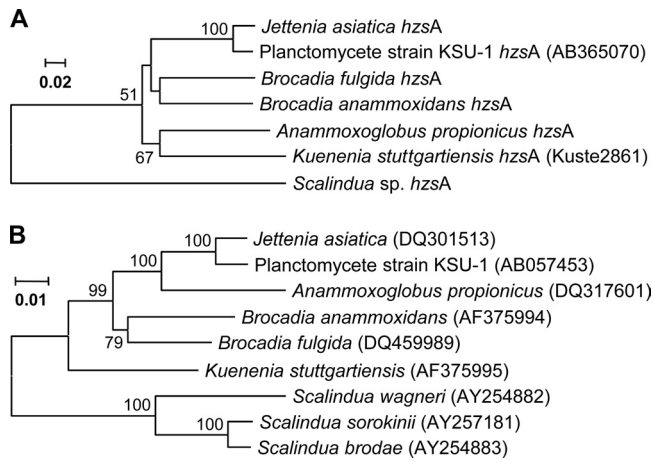 A
100 Jettenia asiatica hzsA
Planctomycete strain KSU-1 hzsA (AB365070)
0.02
Brocadia fulgida hzsA
51
Brocadia anammoxidans hzsA
Anammoxoglobus propionicus hzsA
67 Kuenenia stuttgartiensis hzsA (Kuste2861)
Scalindua sp. hzsA
B
100 Jettenia asiatica (DQ301513)
100 Planctomycete strain KSU-1 (AB057453)
0.01
99 Anammoxoglobus propionicus (DQ317601)
Brocadia anammoxidans (AF375994)
79 Brocadia fulgida (DQ459989)
Kuenenia stuttgartiensis (AF375995)
Scalindua wagneri (AY254882)
100
100 Scalindua sorokinii (AY257181)
Scalindua brodae (AY254883)